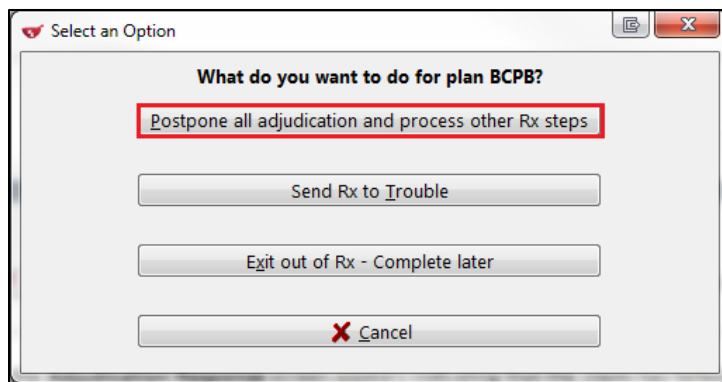 Select an Option
What do you want to do for plan BCPB?
Postpone all adjudication and process other Rx steps
Send Rx to Trouble
Exit out of Rx - Complete later
Cancel